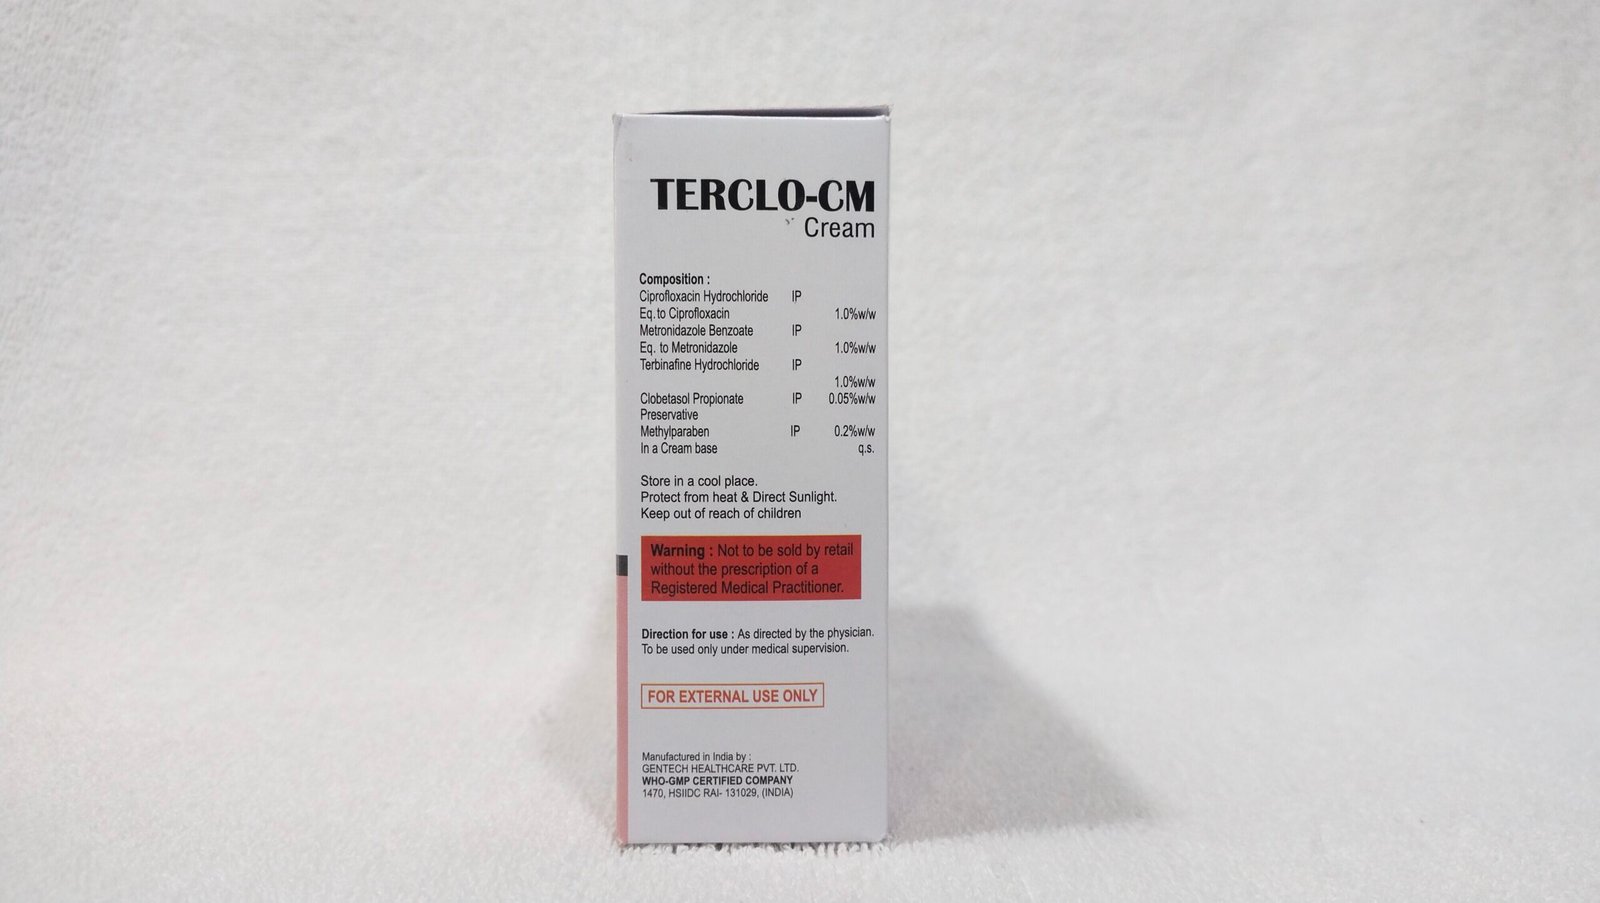 TERCLO-CM
Cream
Composition :
Ciprofloxacin Hydrochloride IP
Eq. to Ciprofloxacin 1.0%w/w
Metronidazole Benzoate IP
Eq. to Metronidazole 1.0%w/w
Terbinafine Hydrochloride IP
1.0%w/w
Clobetasol Propionate IP 0.05%w/w
Preservative
Methylparaben IP 0.2%w/w
In a Cream base q.s.
Store in a cool place.
Protect from heat & Direct Sunlight.
Keep out of reach of children
Warning : Not to be sold by retail
without the prescription of a
Registered Medical Practitioner.
Direction for use : As directed by the physician.
To be used only under medical supervision.
FOR EXTERNAL USE ONLY
Manufactured in India by :
GENTECH HEALTHCARE PVT. LTD.
WHO-GMP CERTIFIED COMPANY
1470, HSIIDC RAI- 131029, (INDIA)